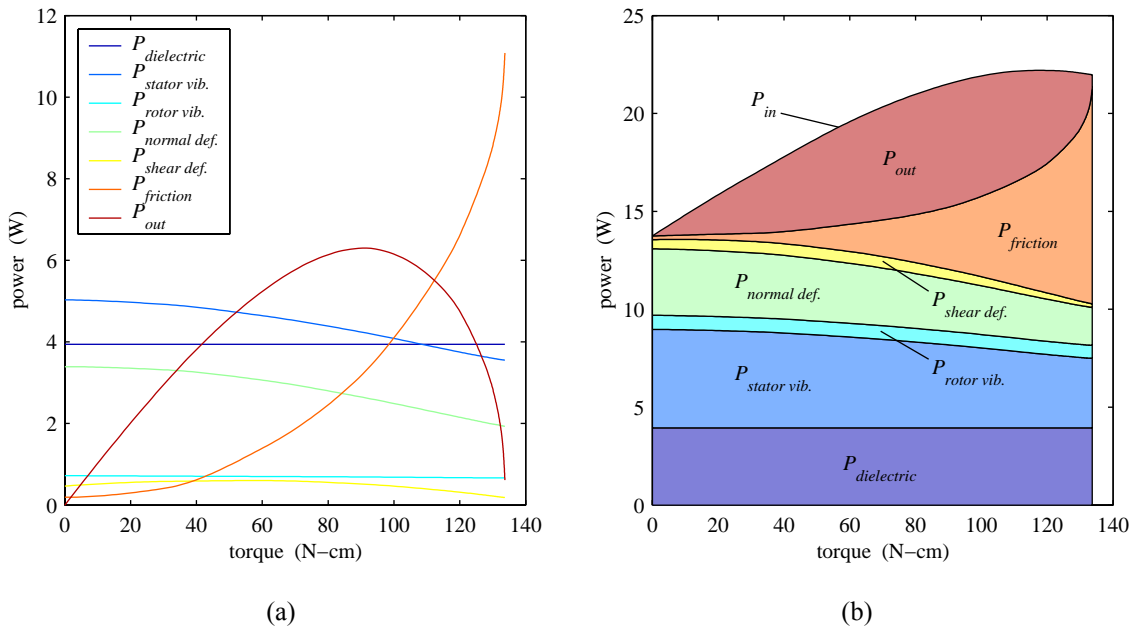 12
10
8
6
4
2
0
power (W)
P dielectric
P stator vib.
P rotor vib.
P normal def.
P shear def.
P friction
P out
0 20 40 60 80 100 120 140
torque (N−cm)
(a)
25
20
15
10
5
0
power (W)
P in
P out
P friction
P normal def.
P shear def.
P stator vib.
P rotor vib.
P dielectric
0 20 40 60 80 100 120 140
torque (N−cm)
(b)